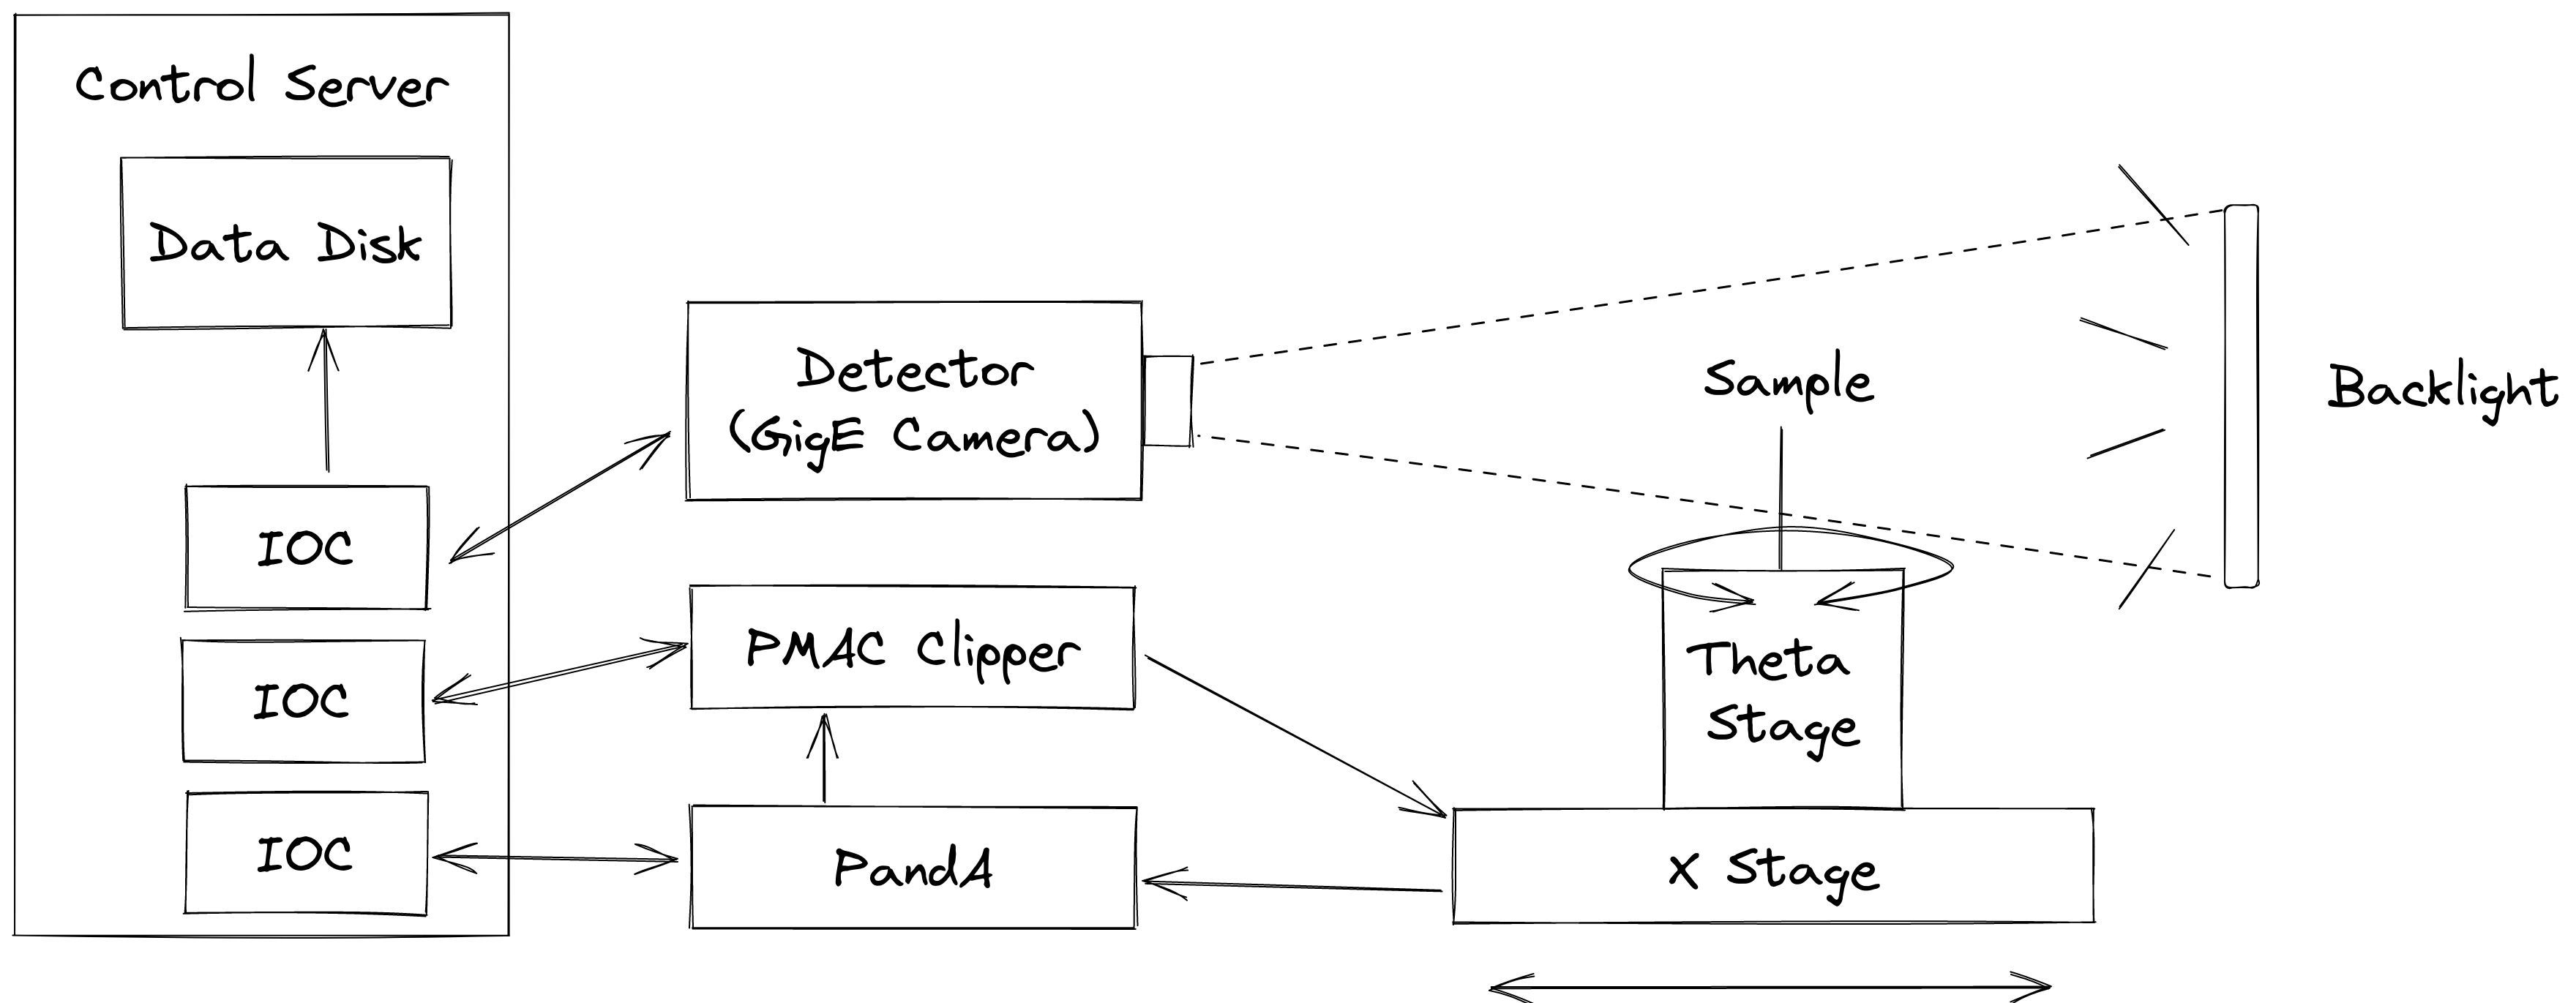 Control Server
Data Disk
IOC
IOC
IOC
Detector
(GigE Camera)
PMAC Clipper
PandA
Sample
Theta
Stage
X Stage
Backlight